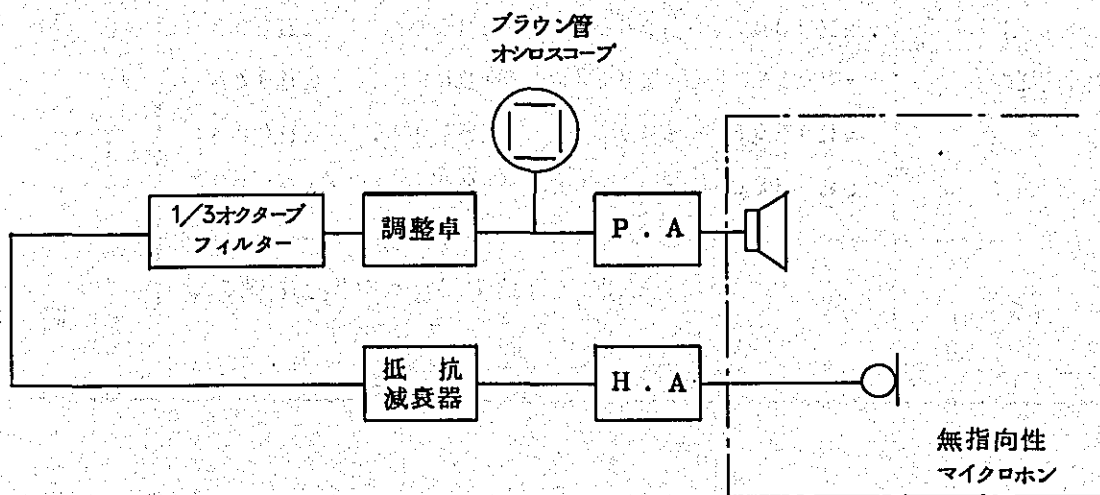 ブラウン管
オシロスコープ
1/3オクターブ
フィルター
調整卓
P.A
抵抗
減衰器
H.A
無指向性
マイクロホン